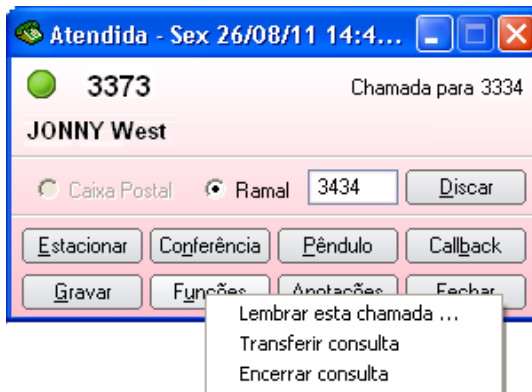 Atendida - Sex 26/08/11 14:4...
3373 Chamada para 3334
JONNY West
Caixa Postal Ramal 3434 Discar
Estacionar Conferência Pêndulo Callback
Gravar Funções Anotações Fechar
Lembrar esta chamada ...
Transferir consulta
Encerrar consulta